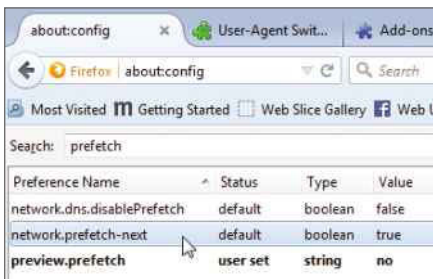 about:config × User-Agent Swit... Add-ons
Firefox about:config Search
Most Visited Getting Started Web Slice Gallery Web
Search: prefetch
Preference Name Status Type Value
network.dns.disablePrefetch default boolean false
network.prefetch-next default boolean true
preview.prefetch user set string no